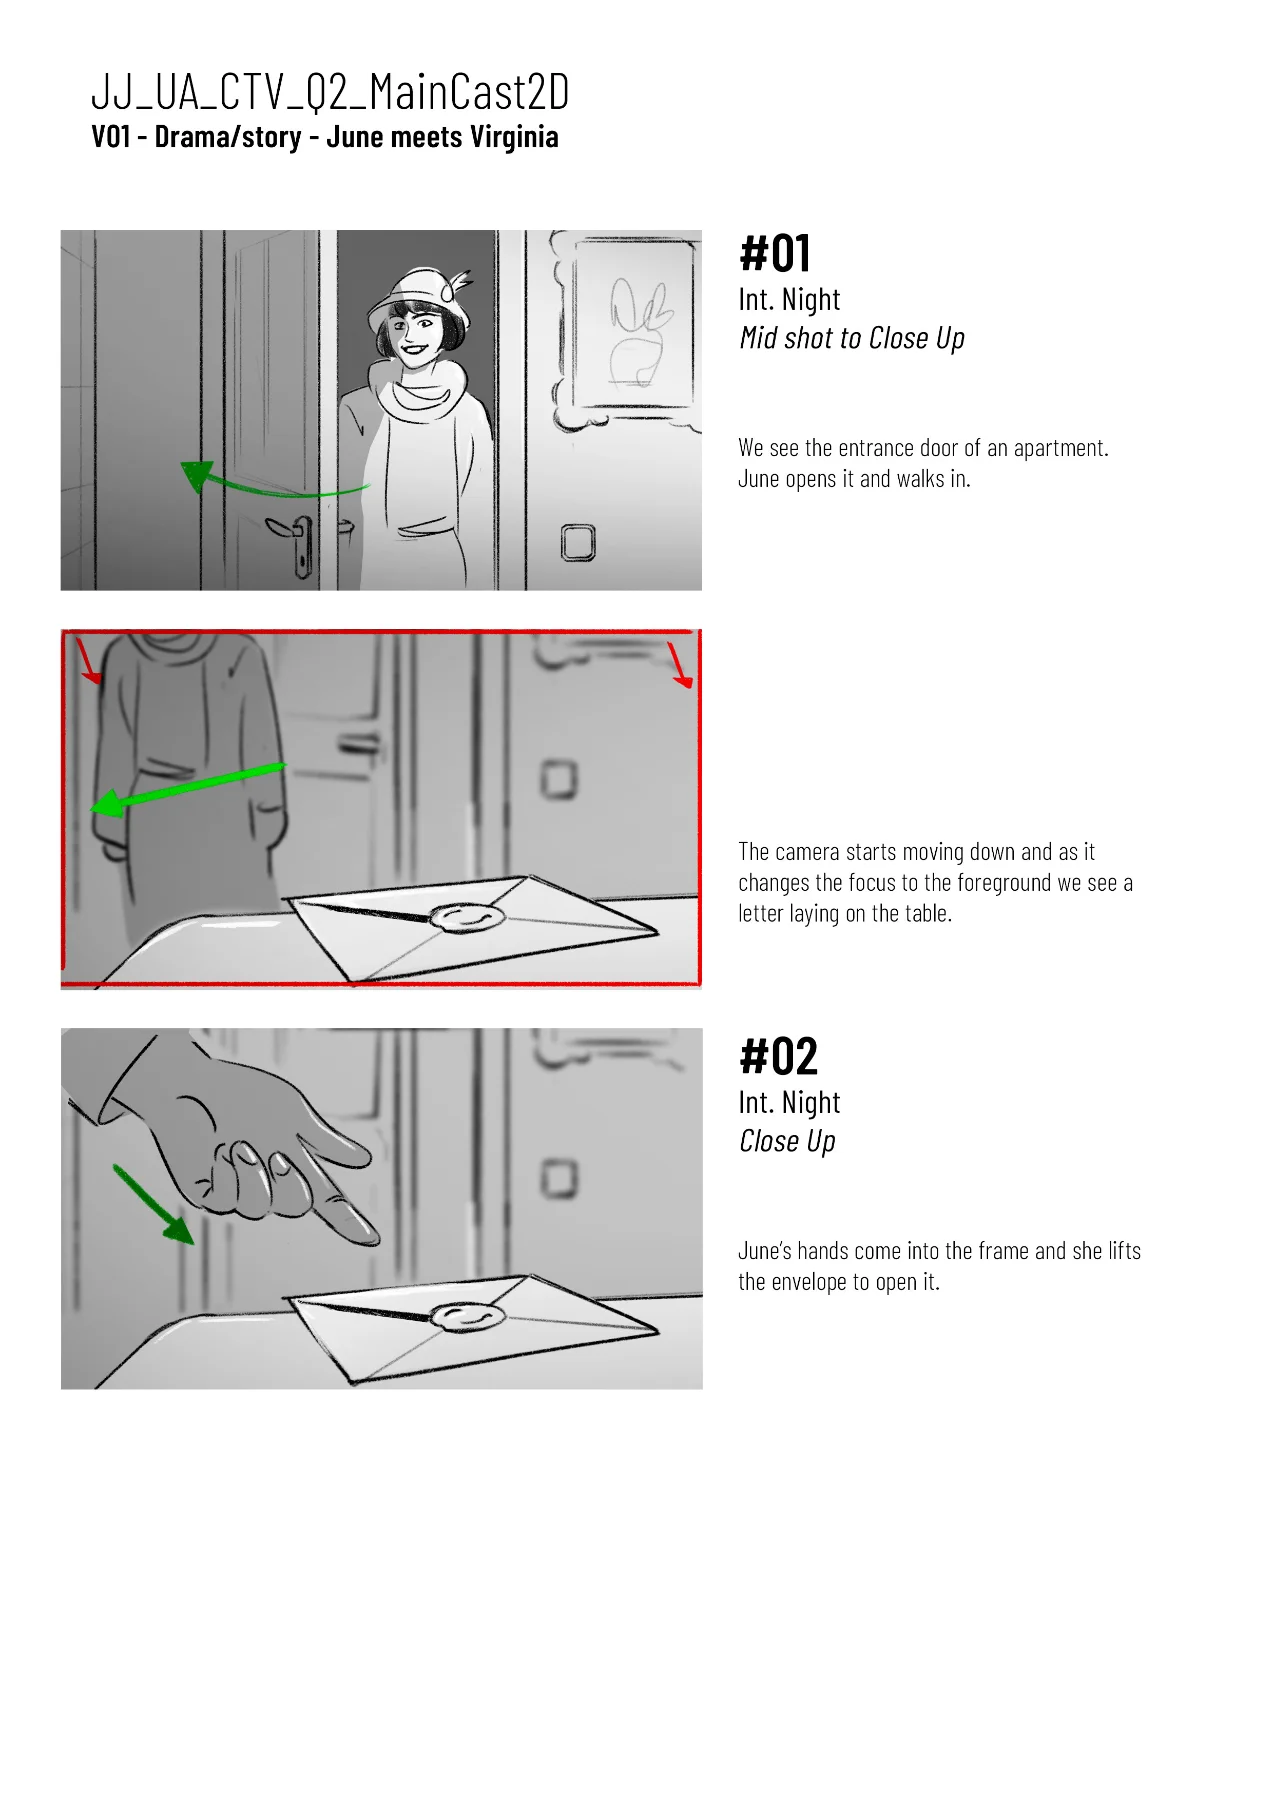 JJ_UA_CTV_Q2_MainCast2D
V01 - Drama/story - June meets Virginia
#01
Int. Night
Mid shot to Close Up
We see the entrance door of an apartment.
June opens it and walks in.
The camera starts moving down and as it
changes the focus to the foreground we see a
letter laying on the table.
#02
Int. Night
Close Up
June’s hands come into the frame and she lifts
the envelope to open it.